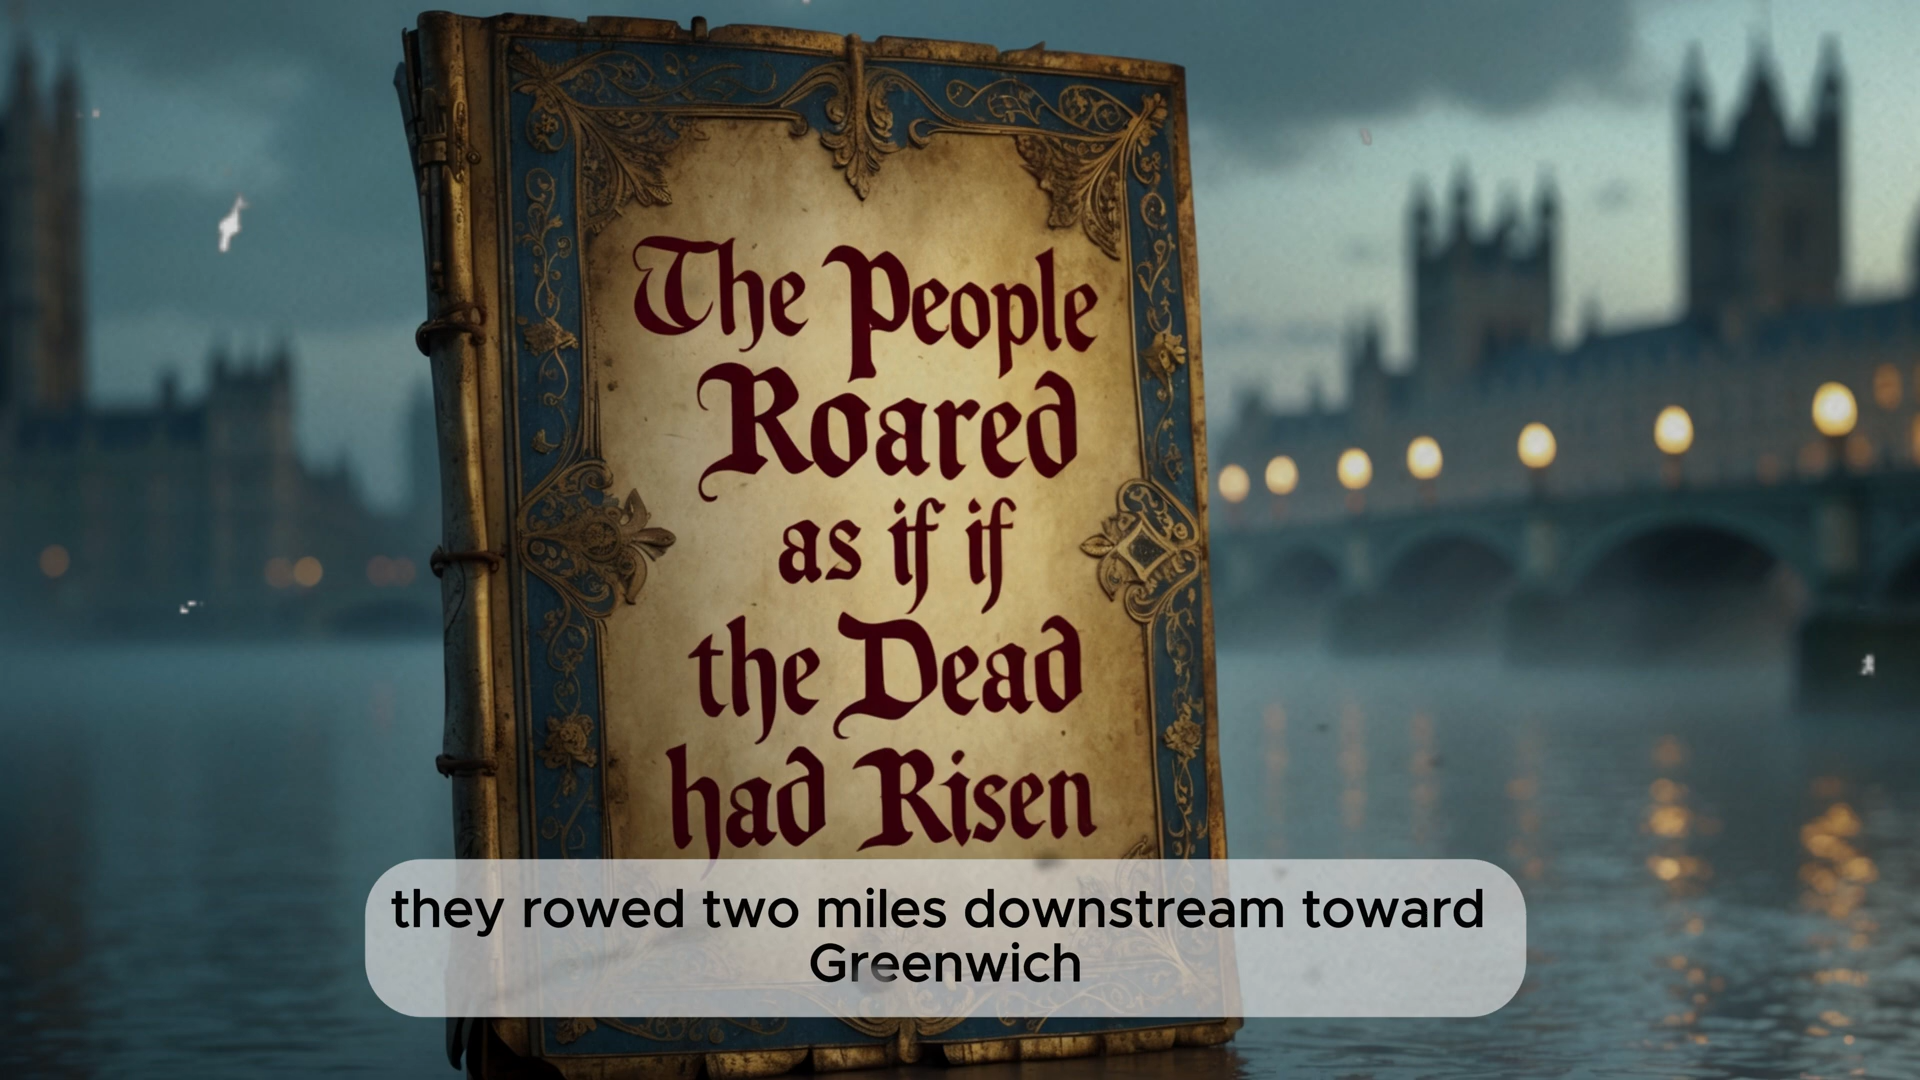 The People
Roared
as if if
the Dead
had Risen
they rowed two miles downstream toward
Greenwich